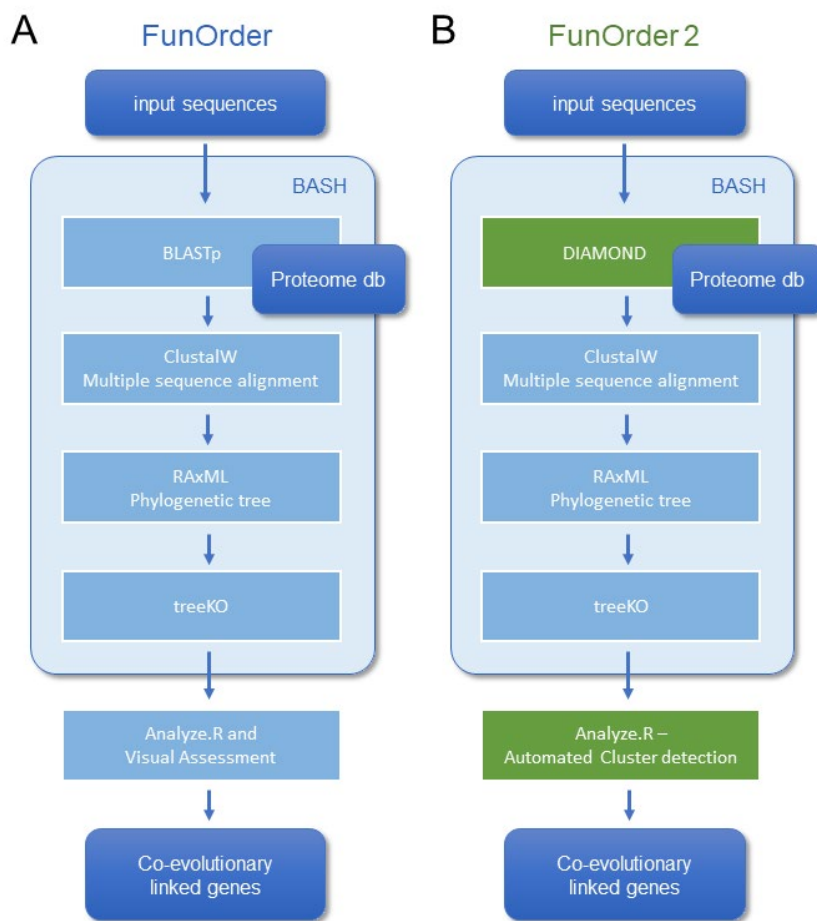 A
FunOrder
input sequences
BASH
BLASTp
Proteome db
ClustalW
Multiple sequence alignment
RAxML
Phylogenetic tree
treeKO
Analyze.R and
Visual Assessment
Co-evolutionary
linked genes
B
FunOrder 2
input sequences
BASH
DIAMOND
Proteome db
ClustalW
Multiple sequence alignment
RAxML
Phylogenetic tree
treeKO
Analyze.R –
Automated Cluster detection
Co-evolutionary
linked genes